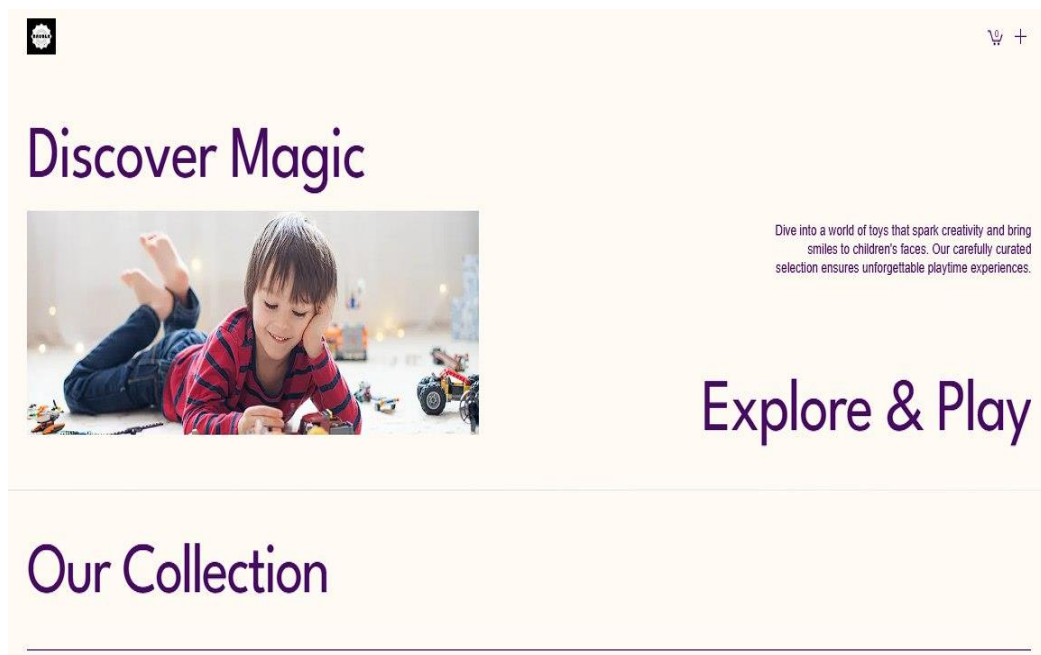 0
Discover Magic
Dive into a world of toys that spark creativity and bring
smiles to children's faces. Our carefully curated
selection ensures unforgettable playtime experiences.
Explore & Play
Our Collection